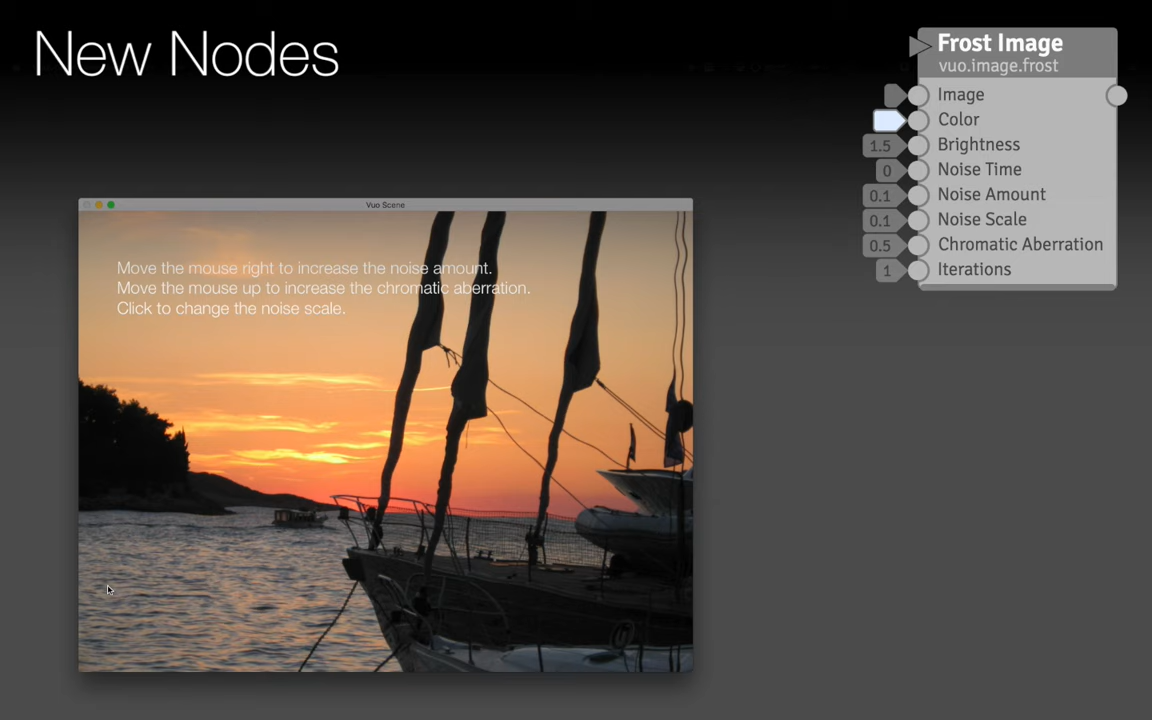 New Nodes
Frost Image
vuo.image.frost
Image
Color
1.5 Brightness
0 Noise Time
0.1 Noise Amount
0.1 Noise Scale
0.5 Chromatic Aberration
1 Iterations
Vuo Scene
Move the mouse right to increase the noise amount.
Move the mouse up to increase the chromatic aberration.
Click to change the noise scale.